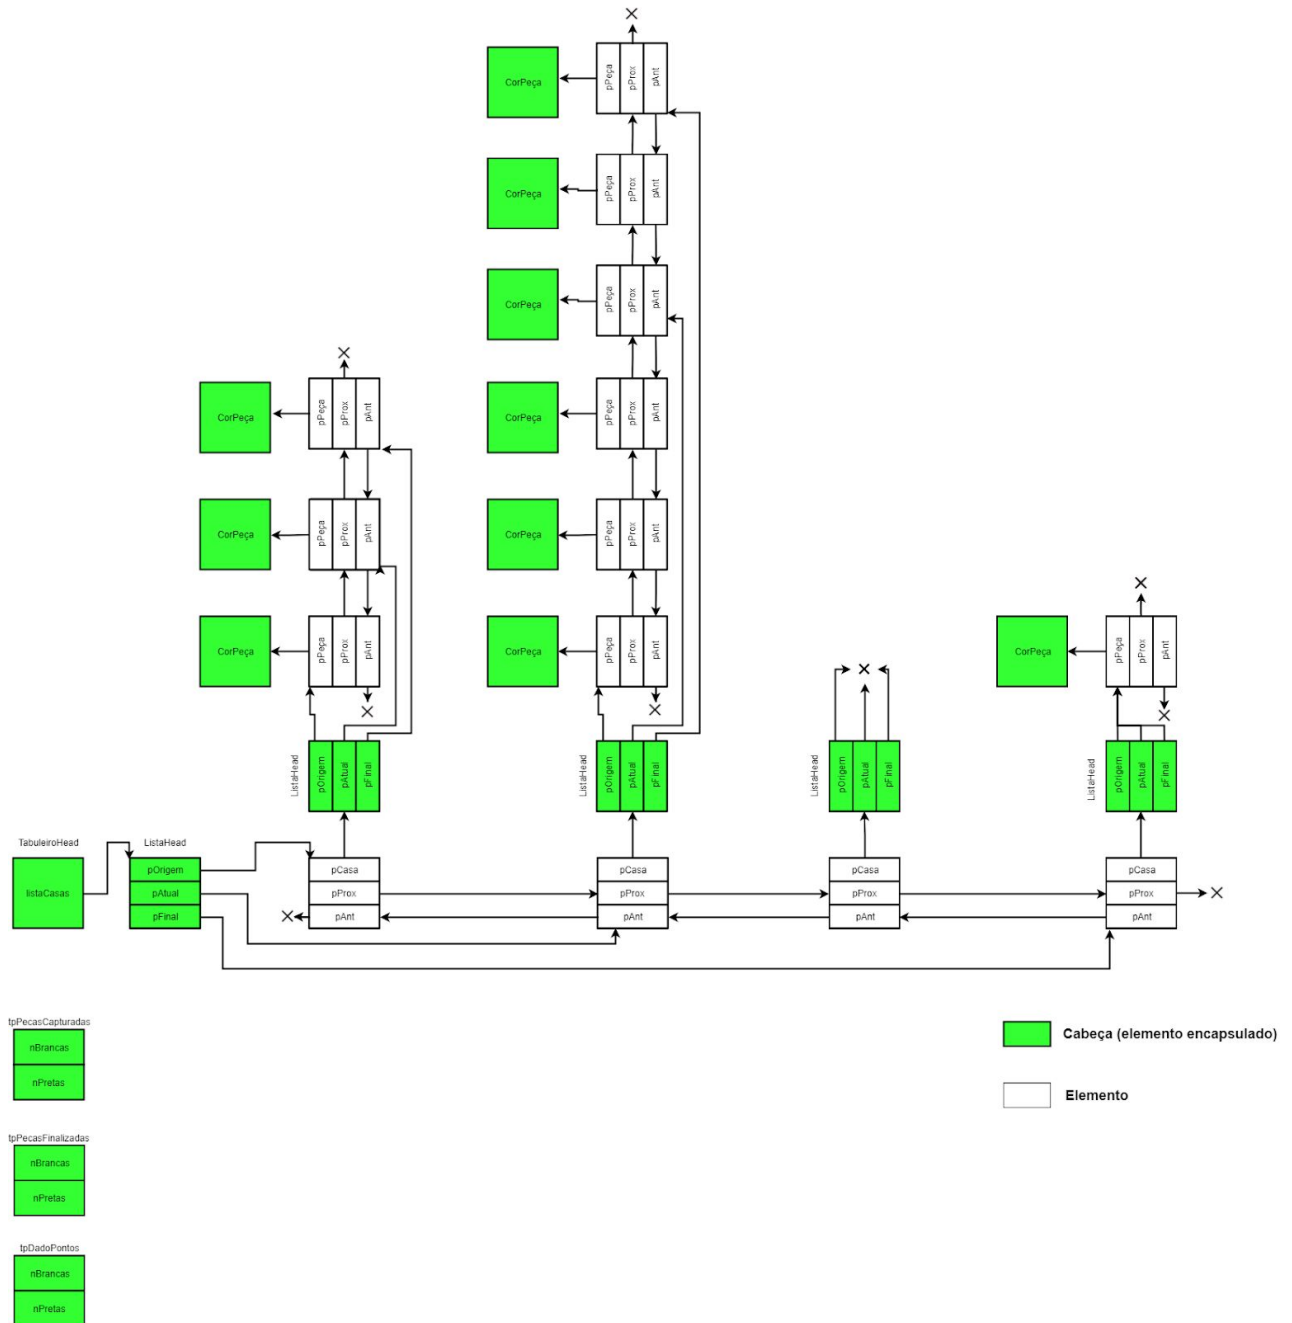 CorPeça
pPeça
pProx
pAnt
CorPeça
pPeça
pProx
pAnt
CorPeça
pPeça
pProx
pAnt
CorPeça
pPeça
pProx
pAnt
CorPeça
pPeça
pProx
pAnt
CorPeça
pPeça
pProx
pAnt
CorPeça
pPeça
pProx
pAnt
CorPeça
pPeça
pProx
pAnt
CorPeça
pPeça
pProx
pAnt
CorPeça
pPeça
pProx
pAnt
ListaHead
pOrigem
pAtual
pFinal
ListaHead
pOrigem
pAtual
pFinal
ListaHead
pOrigem
pAtual
pFinal
ListaHead
pOrigem
pAtual
pFinal
TabuleiroHead
listaCasas
ListaHead
pOrigem
pAtual
pFinal
pCasa
pProx
pAnt
pCasa
pProx
pAnt
pCasa
pProx
pAnt
pCasa
pProx
pAnt
tpPecasCapturadas
nBrancas
nPretas
Cabeça (elemento encapsulado)
Elemento
tpPecasFinalizadas
nBrancas
nPretas
tpDadoPontos
nBrancas
nPretas